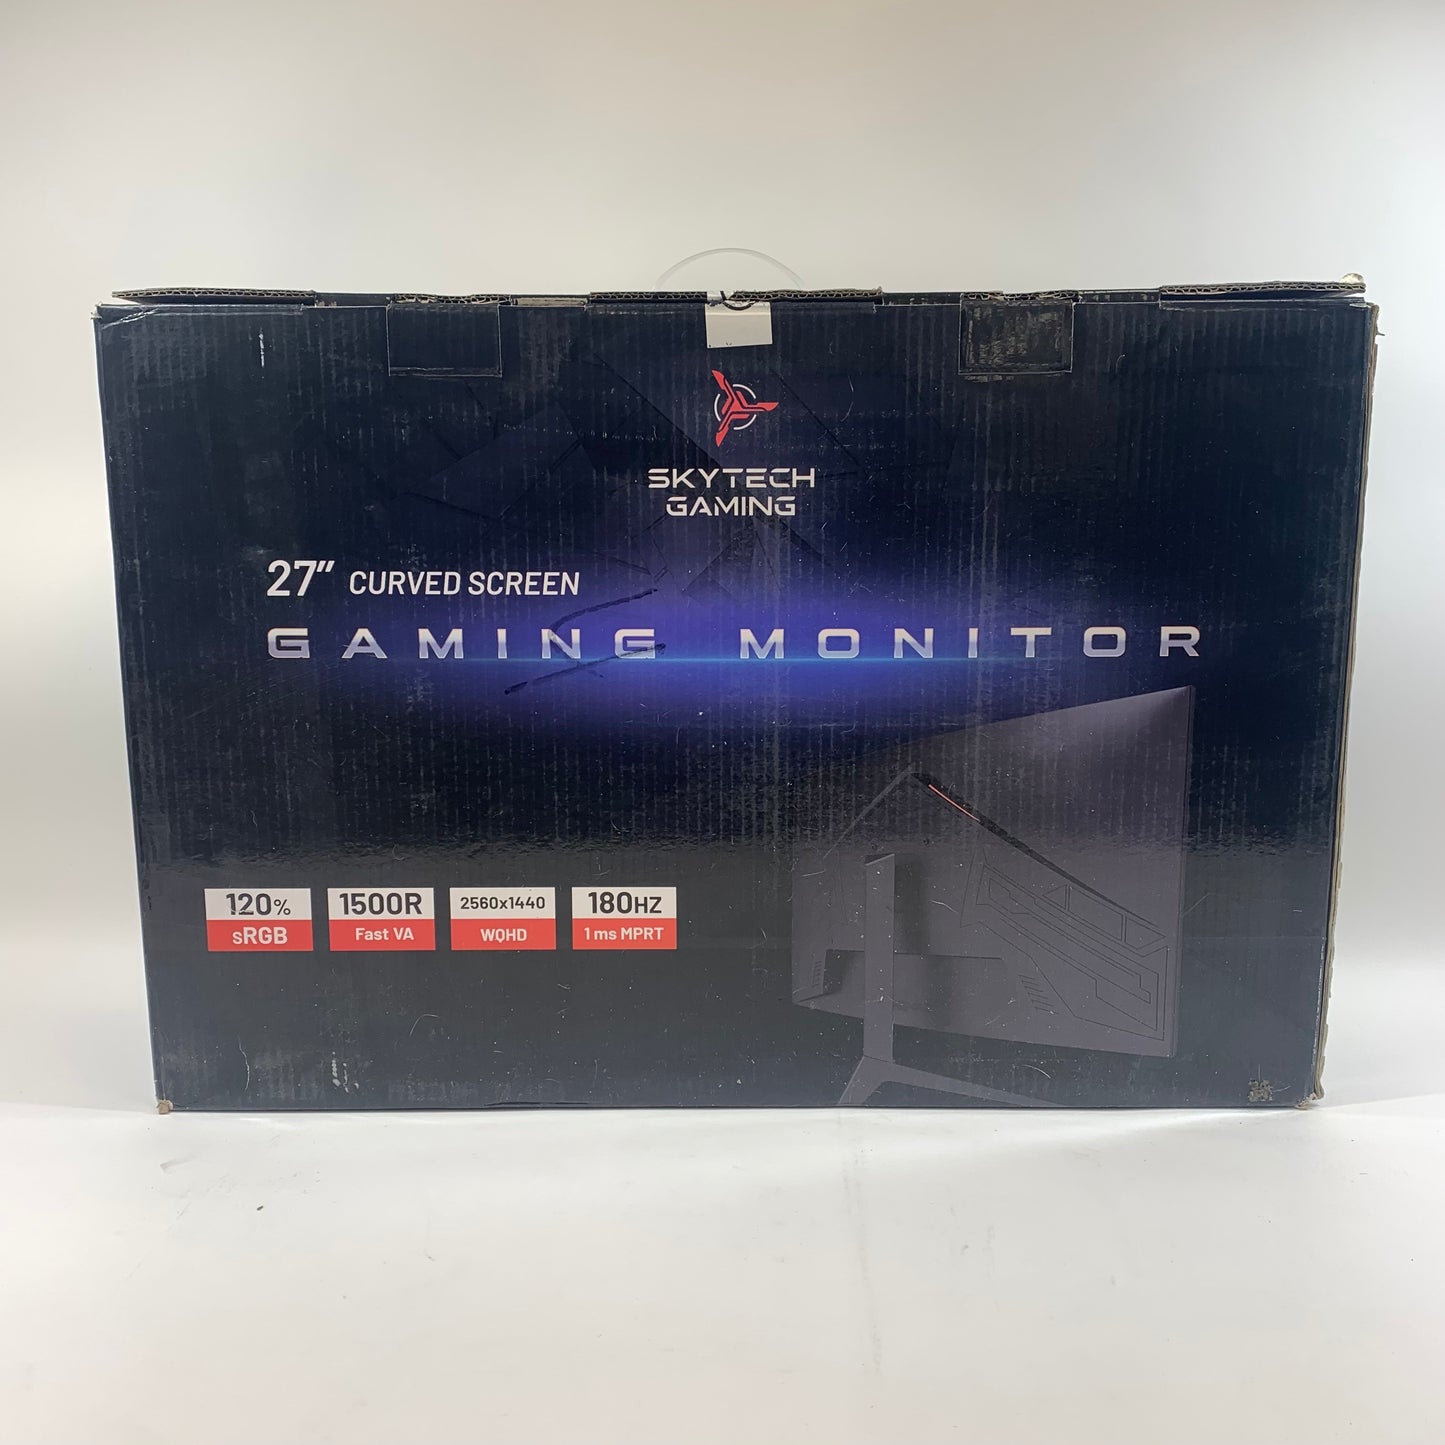 SKYTECH
GAMING
27” CURVED SCREEN
GAMING MONITOR
120%
sRGB
1500R
Fast VA
2560x1440
WQHD
180HZ
1 ms MPRT